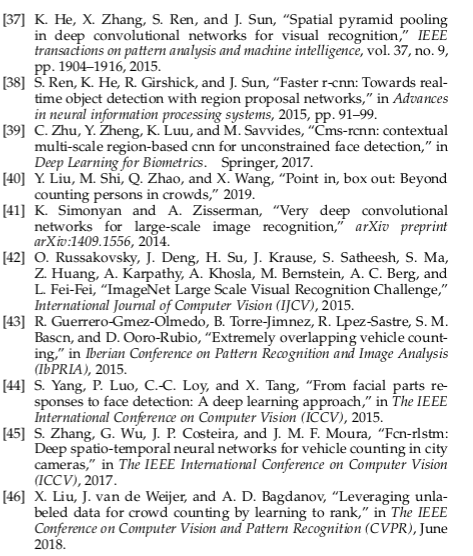 [37] K. He, X. Zhang, S. Ren, and J. Sun, “Spatial pyramid pooling
in deep convolutional networks for visual recognition,” IEEE
transactions on pattern analysis and machine intelligence, vol. 37, no. 9,
pp. 1904–1916, 2015.
[38] S. Ren, K. He, R. Girshick, and J. Sun, “Faster r-cnn: Towards real-
time object detection with region proposal networks,” in Advances
in neural information processing systems, 2015, pp. 91–99.
[39] C. Zhu, Y. Zheng, K. Luu, and M. Savvides, “Cms-rcnn: contextual
multi-scale region-based cnn for unconstrained face detection,” in
Deep Learning for Biometrics. Springer, 2017.
[40] Y. Liu, M. Shi, Q. Zhao, and X. Wang, “Point in, box out: Beyond
counting persons in crowds,” 2019.
[41] K. Simonyan and A. Zisserman, “Very deep convolutional
networks for large-scale image recognition,” arXiv preprint
arXiv:1409.1556, 2014.
[42] O. Russakovsky, J. Deng, H. Su, J. Krause, S. Satheesh, S. Ma,
Z. Huang, A. Karpathy, A. Khosla, M. Bernstein, A. C. Berg, and
L. Fei-Fei, “ImageNet Large Scale Visual Recognition Challenge,”
International Journal of Computer Vision (IJCV), 2015.
[43] R. Guerrero-Gmez-Olmedo, B. Torre-Jimnez, R. Lpez-Sastre, S. M.
Bascn, and D. Ooro-Rubio, “Extremely overlapping vehicle count-
ing,” in Iberian Conference on Pattern Recognition and Image Analysis
(IbPRIA), 2015.
[44] S. Yang, P. Luo, C.-C. Loy, and X. Tang, “From facial parts re-
sponses to face detection: A deep learning approach,” in The IEEE
International Conference on Computer Vision (ICCV), 2015.
[45] S. Zhang, G. Wu, J. P. Costeira, and J. M. F. Moura, “Fcn-rlstm:
Deep spatio-temporal neural networks for vehicle counting in city
cameras,” in The IEEE International Conference on Computer Vision
(ICCV), 2017.
[46] X. Liu, J. van de Weijer, and A. D. Bagdanov, “Leveraging unla-
beled data for crowd counting by learning to rank,” in The IEEE
Conference on Computer Vision and Pattern Recognition (CVPR), June
2018.